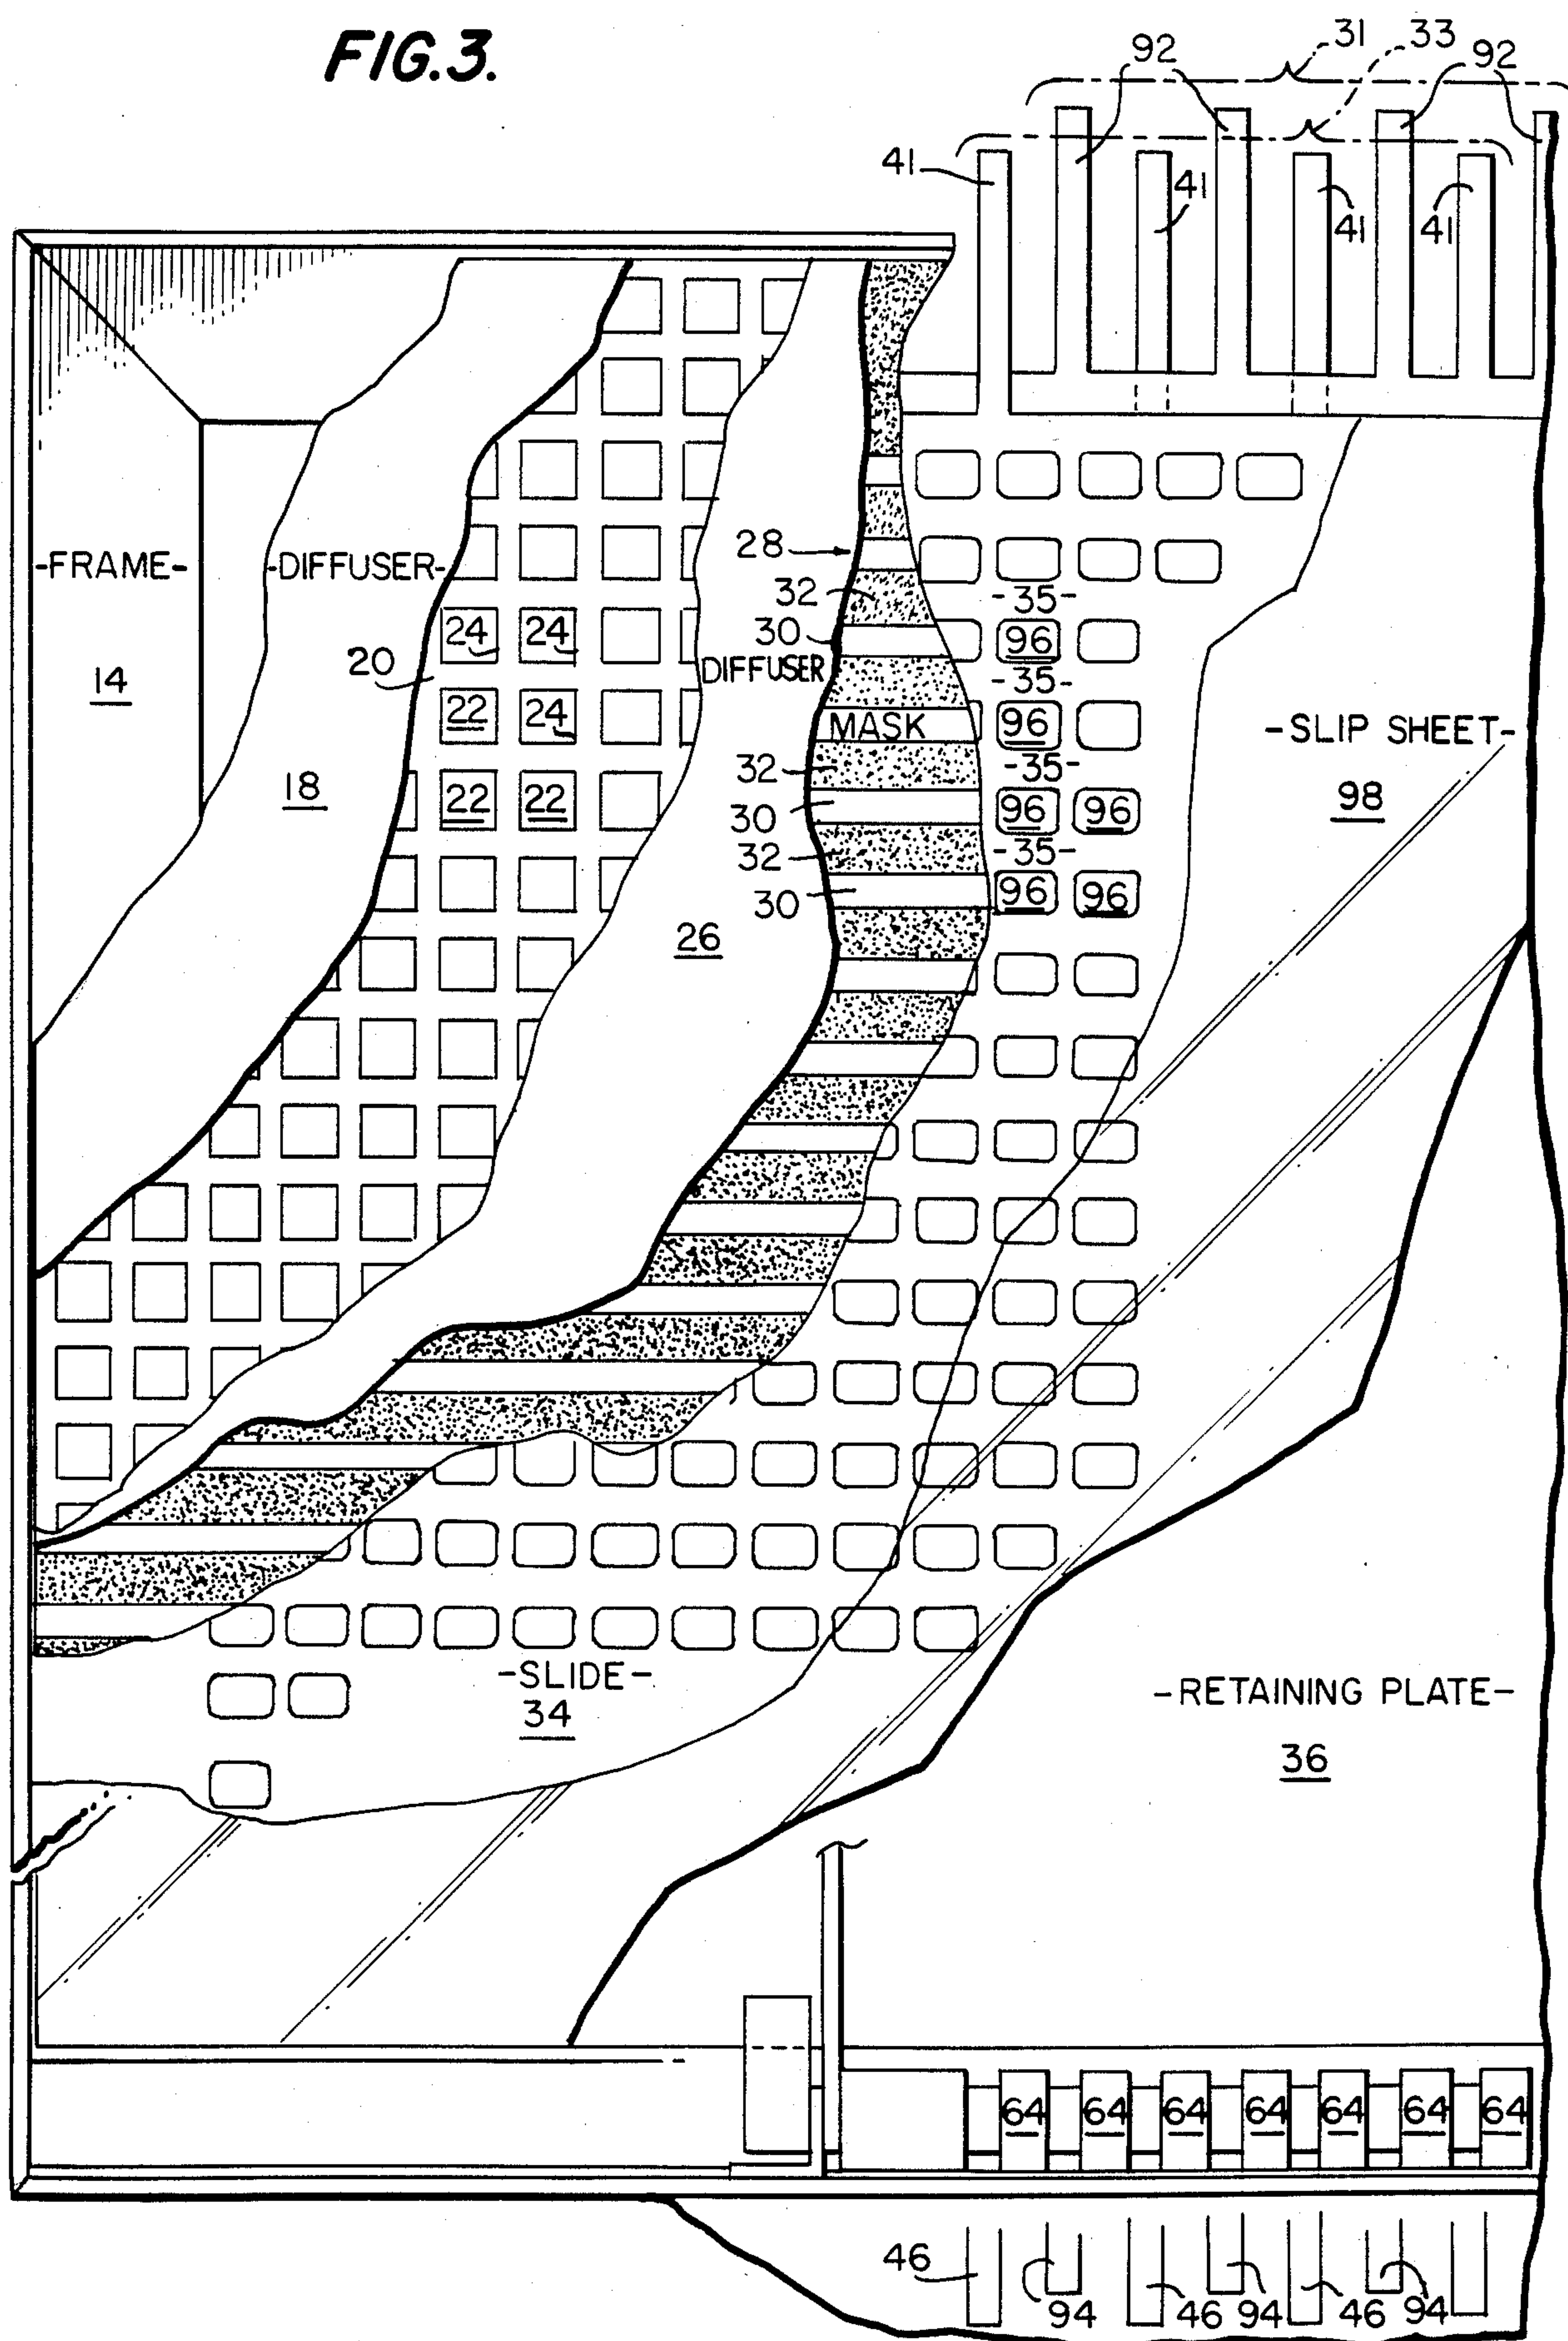 FIG.3.
31 33
92 92
41 41 41 41
-FRAME-
14
-DIFFUSER-
18
20
24 24
22 24
22 22
28
32
30
DIFFUSER
MASK
32
30
32
30
26
-35-
96
-35-
96
-35-
96 96
-35-
96 96
-SLIP SHEET-
98
-SLIDE-
34
-RETAINING PLATE-
36
64 64 64 64 64 64 64
46 94 46 94 46 94